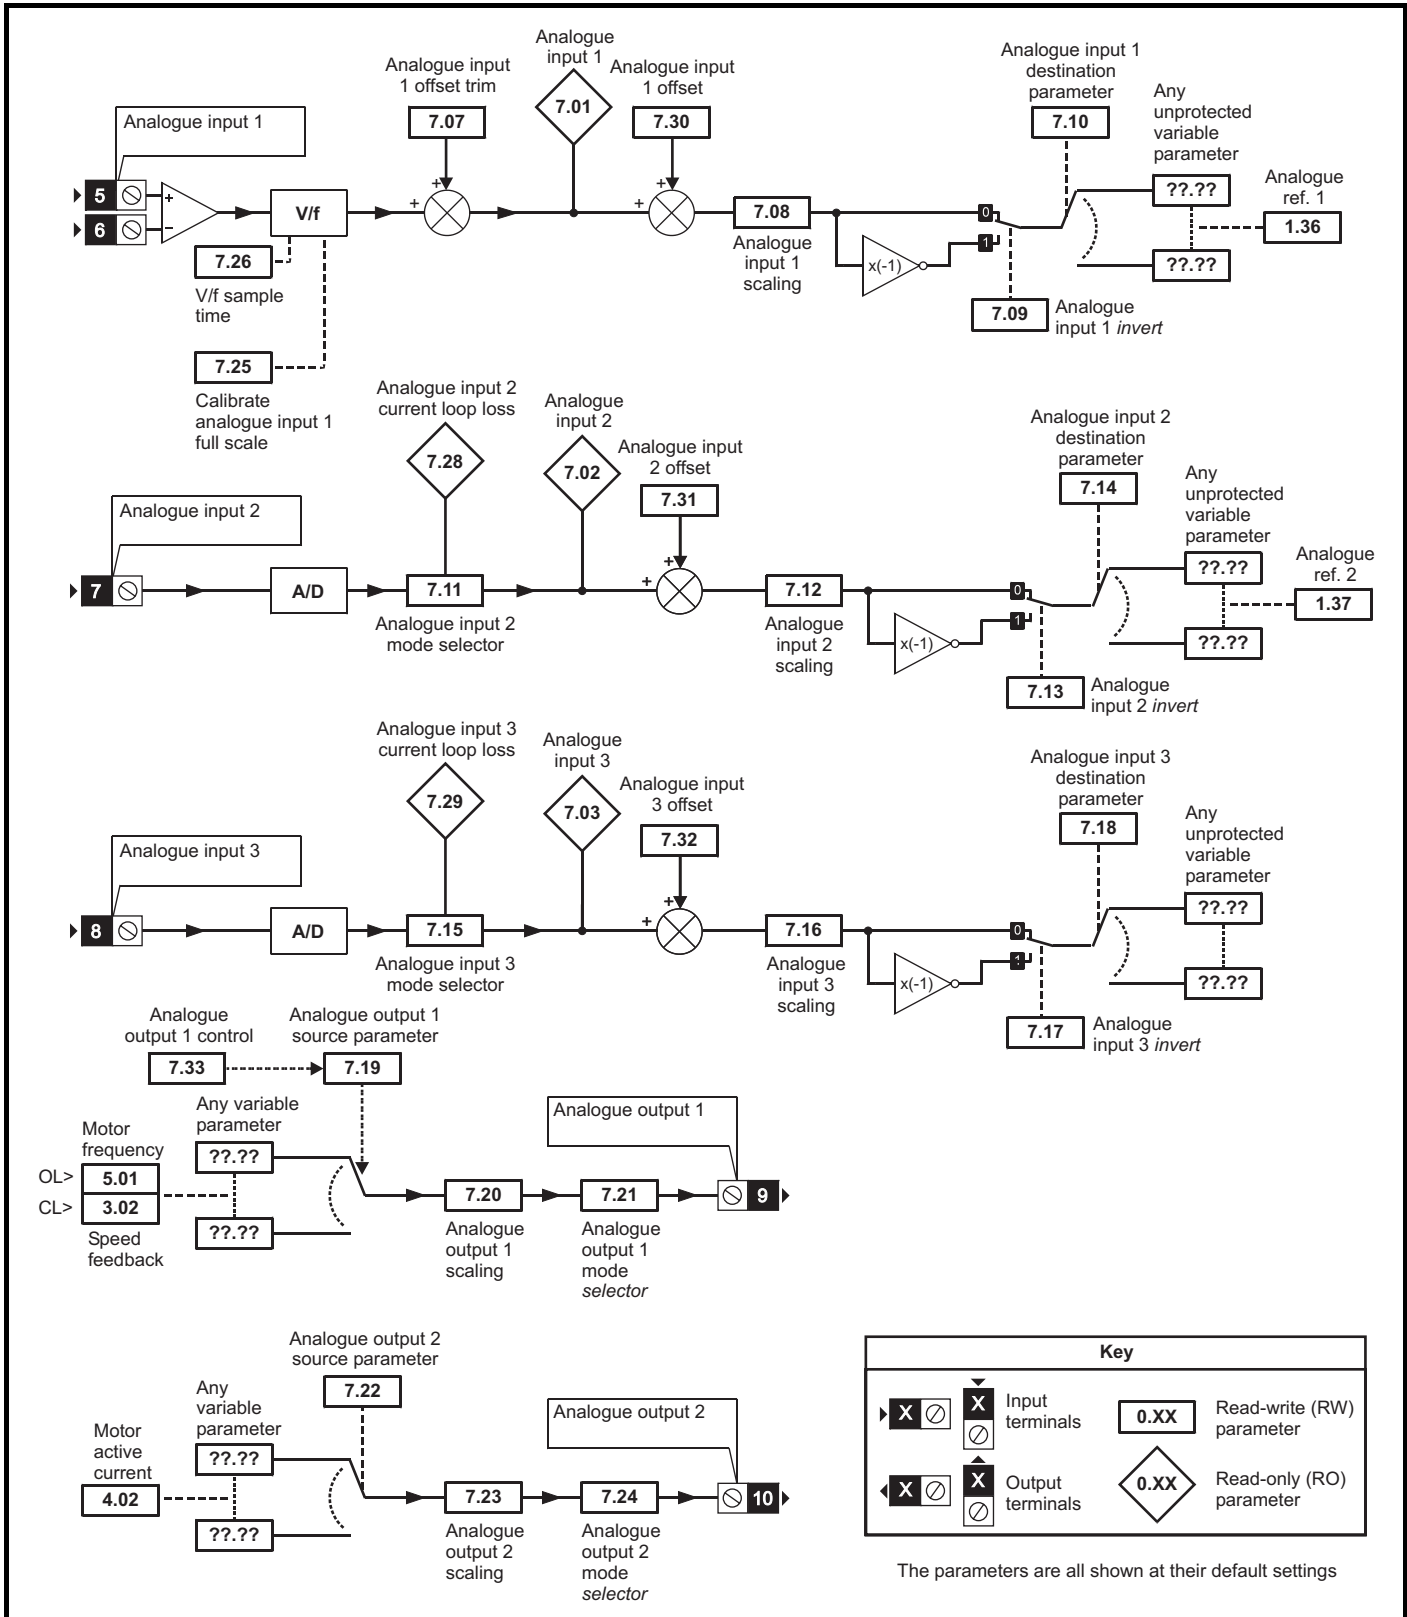 Analogue input 1
5
6
V/f
7.26
V/f sample
time
7.25
Calibrate
analogue input 1
full scale
Analogue input
1 offset trim
7.07
+
+
Analogue
input 1
7.01
Analogue input
1 offset
7.30
+
+
7.08
Analogue
input 1
scaling
x(-1)
0
1
7.09
Analogue
input 1 invert
Analogue input 1
destination
parameter
7.10
Any
unprotected
variable
parameter
??.??
??.??
Analogue
ref. 1
1.36
Analogue input 2
7
A/D
Analogue input 2
current loop loss
7.28
7.11
Analogue input 2
mode selector
Analogue
input 2
7.02
Analogue input
2 offset
7.31
+
+
7.12
Analogue
input 2
scaling
x(-1)
0
1
7.13
Analogue
input 2 invert
Analogue input 2
destination
parameter
7.14
Any
unprotected
variable
parameter
??.??
??.??
Analogue
ref. 2
1.37
Analogue input 3
8
A/D
Analogue input 3
current loop loss
7.29
7.15
Analogue input 3
mode selector
Analogue
input 3
7.03
Analogue input
3 offset
7.32
+
+
7.16
Analogue
input 3
scaling
x(-1)
0
1
7.17
Analogue
input 3 invert
Analogue input 3
destination
parameter
7.18
Any
unprotected
variable
parameter
??.??
??.??
Analogue
output 1 control
7.33
Analogue output 1
source parameter
7.19
Any variable
parameter
??.??
??.??
Motor
frequency
OL> 5.01
CL> 3.02
Speed
feedback
7.20
Analogue
output 1
scaling
7.21
Analogue
output 1
mode
selector
Analogue output 1
9
Analogue output 2
source parameter
7.22
Any
variable
parameter
??.??
??.??
Motor
active
current
4.02
7.23
Analogue
output 2
scaling
7.24
Analogue
output 2
mode
selector
Analogue output 2
10
Key
X
X
Input
terminals
X
X
Output
terminals
0.XX
Read-write (RW)
parameter
0.XX
Read-only (RO)
parameter
The parameters are all shown at their default settings